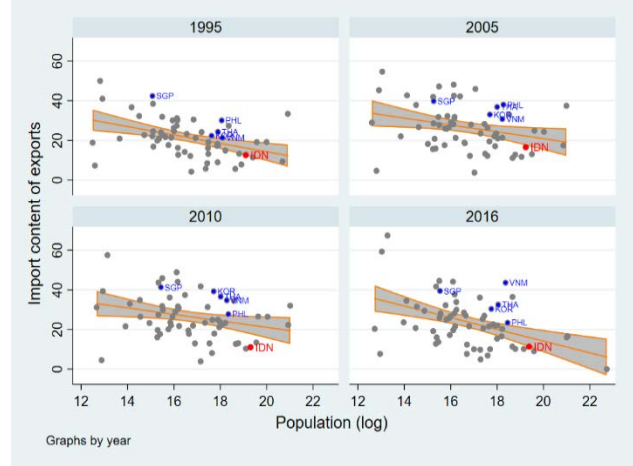 1995
2005
60
40
20
0
SGP
PHL
THA
KOR
VNM
IDN
SGP
PHL
THA
KOR
VNM
IDN
Import content of exports
2010
2016
60
40
20
0
SGP
KOR
THA
VNM
PHL
IDN
VNM
SGP
THA
KOR
PHL
IDN
12 14 16 18 20 22 12 14 16 18 20 22
Population (log)
Graphs by year